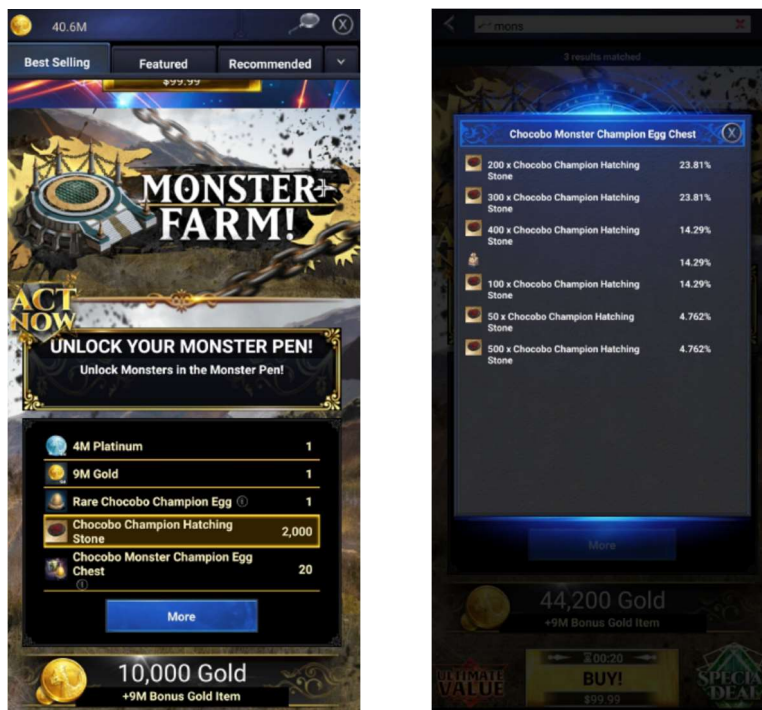 40.6M
Best Selling
Featured
Recommended
$99.99
MONSTER
FARM!
ACT
NOW
UNLOCK YOUR MONSTER PEN!
Unlock Monsters in the Monster Pen!
4M Platinum 1
9M Gold 1
Rare Chocobo Champion Egg 1
Chocobo Champion Hatching
Stone 2,000
Chocobo Monster Champion Egg
Chest 20
More
10,000 Gold
+9M Bonus Gold Item
mons
3 results matched
Chocobo Monster Champion Egg Chest X
200 x Chocobo Champion Hatching 23.81%
Stone
300 x Chocobo Champion Hatching 23.81%
Stone
400 x Chocobo Champion Hatching 14.29%
Stone
14.29%
100 x Chocobo Champion Hatching 14.29%
Stone
50 x Chocobo Champion Hatching 4.762%
Stone
500 x Chocobo Champion Hatching 4.762%
Stone
More
44,200 Gold
+9M Bonus Gold Item
00:20
ULTIMATE
VALUE
BUY!
$99.99
SPECIAL
DEAL